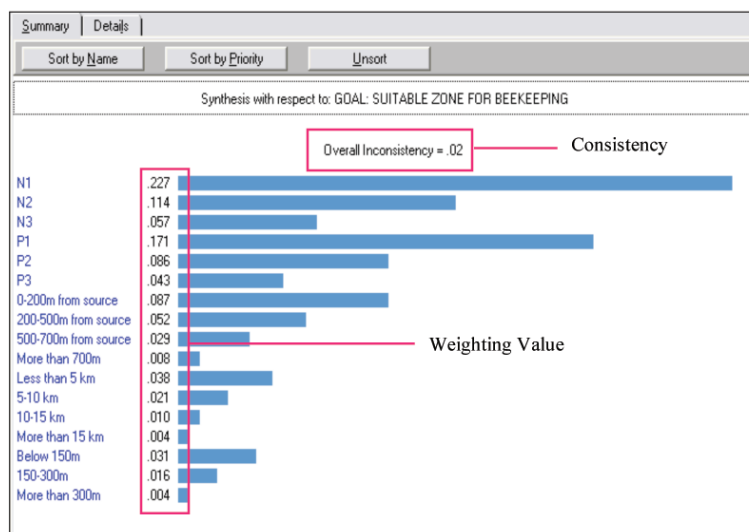 Summary Details
Sort by Name Sort by Priority Unsort
Synthesis with respect to: GOAL: SUITABLE ZONE FOR BEEKEEPING
Overall Inconsistency = .02 Consistency
N1 .227
N2 .114
N3 .057
P1 .171
P2 .086
P3 .043
0-200m from source .087
200-500m from source .052
500-700m from source .029 Weighting Value
More than 700m .008
Less than 5 km .038
5-10 km .021
10-15 km .010
More than 15 km .004
Below 150m .031
150-300m .016
More than 300m .004